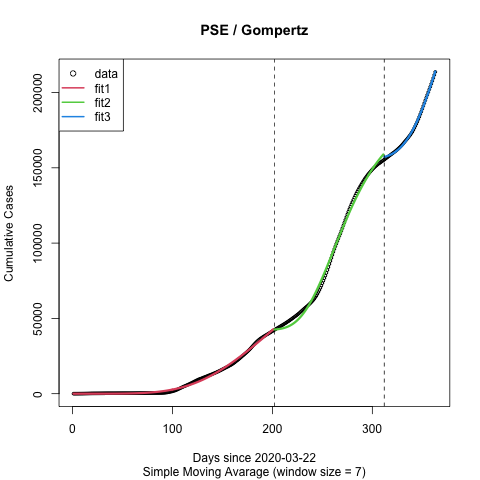 PSE / Gompertz
data
fit1
fit2
fit3
Cumulative Cases
200000
150000
100000
50000
0
0 100 200 300
Days since 2020-03-22
Simple Moving Avarage (window size = 7)